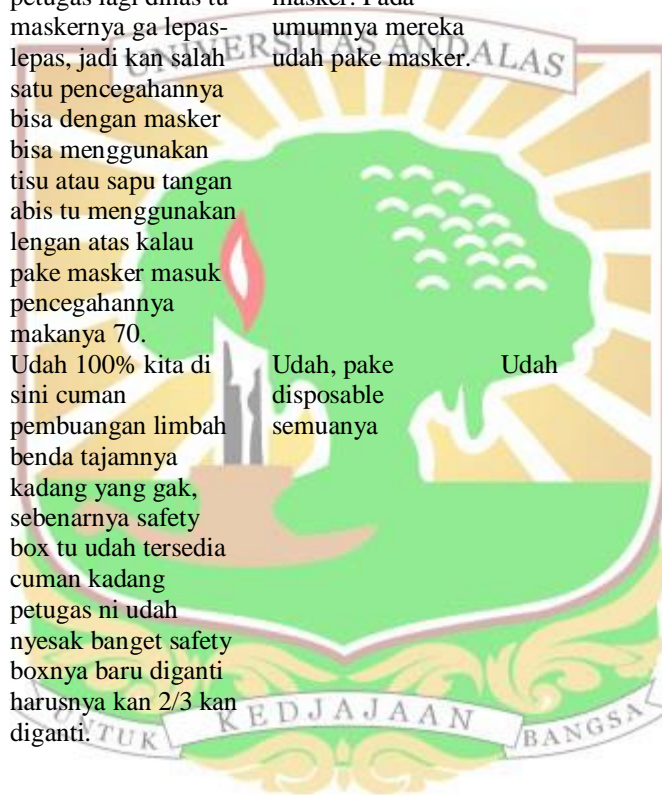 petugas lagi dinas tu
maskernya ga lepas-
lepas, jadi kan salah
satu pencegahannya
bisa dengan masker
bisa menggunakan
tisu atau sapu tangan
abis tu menggunakan
lengan atas kalau
pake masker masuk
pencegahannya
makanya 70.
masker. Pada
umumnya mereka
udah pake masker.
Udah 100% kita di
sini cuman
pembuangan limbah
benda tajamnya
kadang yang gak,
sebenarnya safety
box tu udah tersedia
cuman kadang
petugas ni udah
nyesak banget safety
boxnya baru diganti
harusnya kan 2/3 kan
diganti.
Udah, pake
disposable
semuanya
Udah
UNIVERSITAS ANDALAS
UNTUK KEDJAJAAN BANGSA